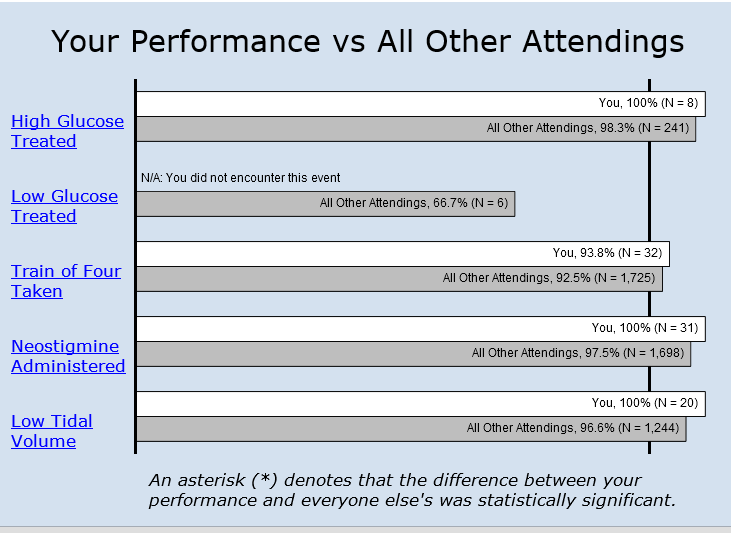 Your Performance vs All Other Attendings
High Glucose
Treated
You, 100% (N = 8)
All Other Attendings, 98.3% (N = 241)
Low Glucose
Treated
N/A: You did not encounter this event
All Other Attendings, 66.7% (N = 6)
Train of Four
Taken
You, 93.8% (N = 32)
All Other Attendings, 92.5% (N = 1,725)
Neostigmine
Administered
You, 100% (N = 31)
All Other Attendings, 97.5% (N = 1,698)
Low Tidal
Volume
You, 100% (N = 20)
All Other Attendings, 96.6% (N = 1,244)
An asterisk (*) denotes that the difference between your
performance and everyone else's was statistically significant.